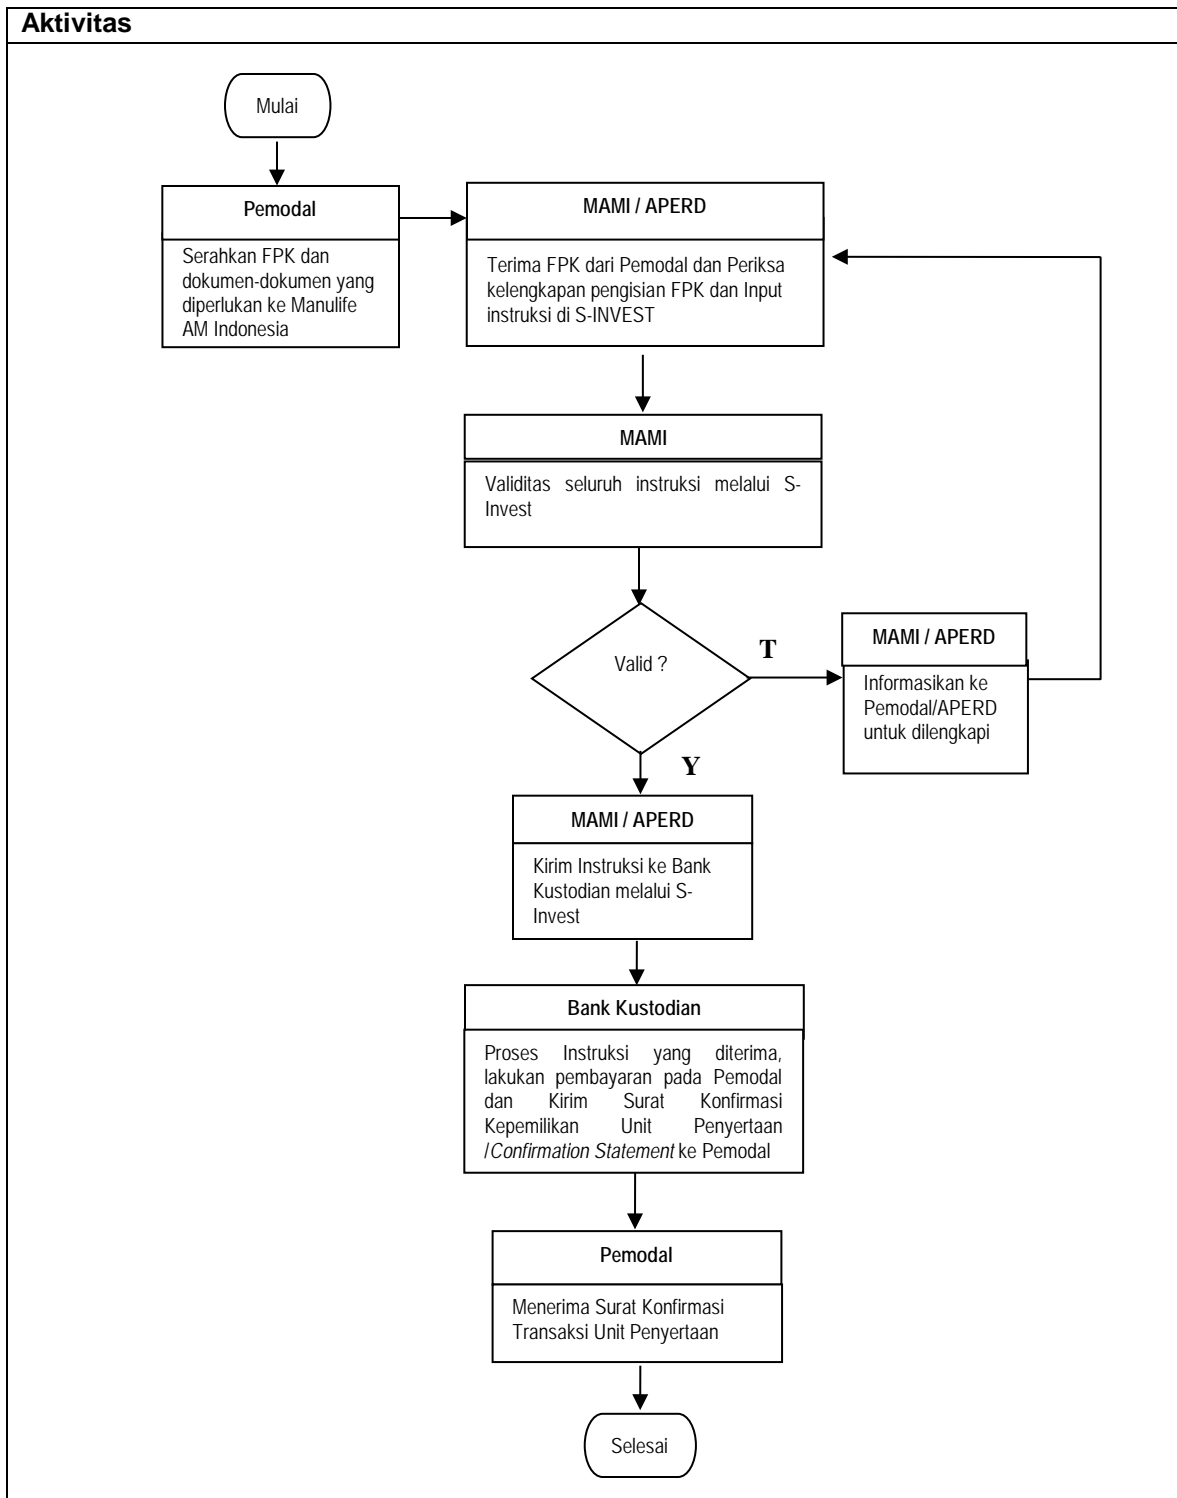 Aktivitas
Mulai
Pemodal
Serahkan FPK dan
dokumen-dokumen yang
diperlukan ke Manulife
AM Indonesia
MAMI / APERD
Terima FPK dari Pemodal dan Periksa
kelengkapan pengisian FPK dan Input
instruksi di S-INVEST
MAMI
Validitas seluruh instruksi melalui S-
Invest
Valid ?
T
MAMI / APERD
Informasikan ke
Pemodal/APERD
untuk dilengkapi
Y
MAMI / APERD
Kirim Instruksi ke Bank
Kustodian melalui S-
Invest
Bank Kustodian
Proses Instruksi yang diterima,
lakukan pembayaran pada Pemodal
dan Kirim Surat Konfirmasi
Kepemilikan Unit Penyertaan
/Confirmation Statement ke Pemodal
Pemodal
Menerima Surat Konfirmasi
Transaksi Unit Penyertaan
Selesai